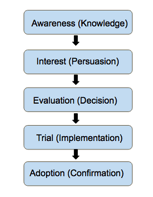 Awareness (Knowledge)
Interest (Persuasion)
Evaluation (Decision)
Trial (Implementation)
Adoption (Confirmation)